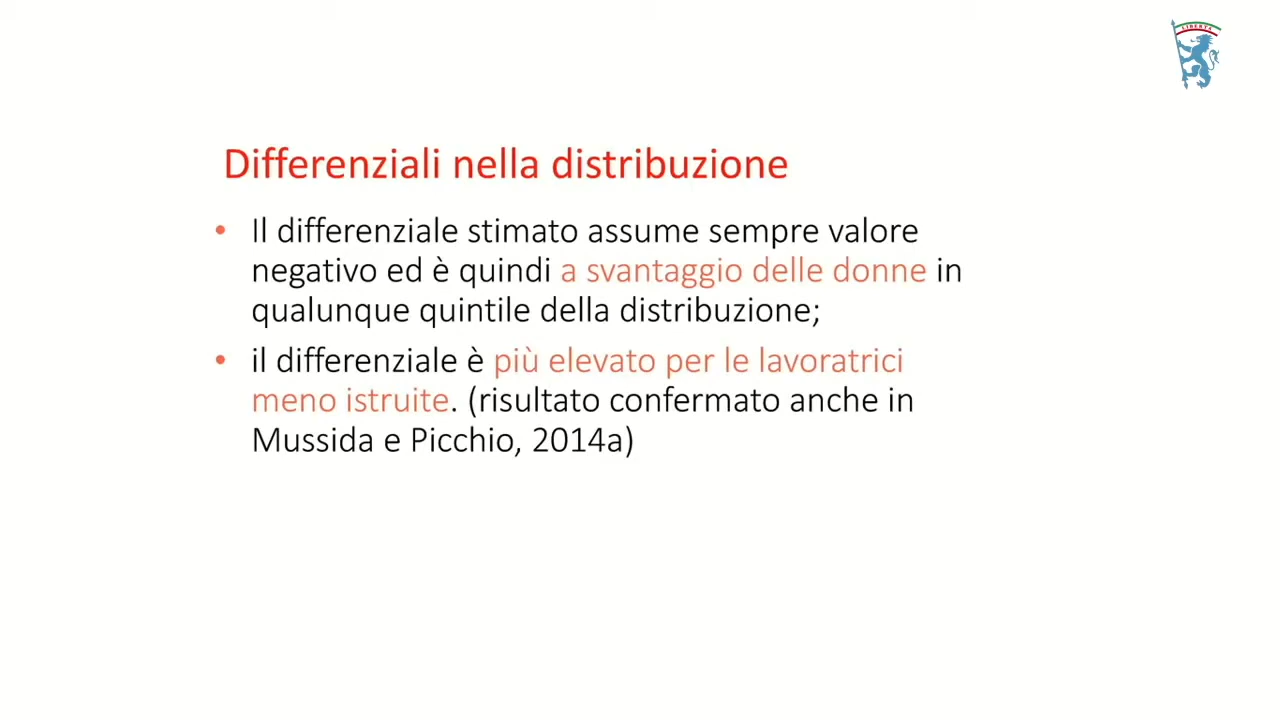 LIBERTA
Differenziali nella distribuzione
• Il differenziale stimato assume sempre valore
negativo ed è quindi a svantaggio delle donne in
qualunque quintile della distribuzione;
• il differenziale è più elevato per le lavoratrici
meno istruite. (risultato confermato anche in
Mussida e Picchio, 2014a)